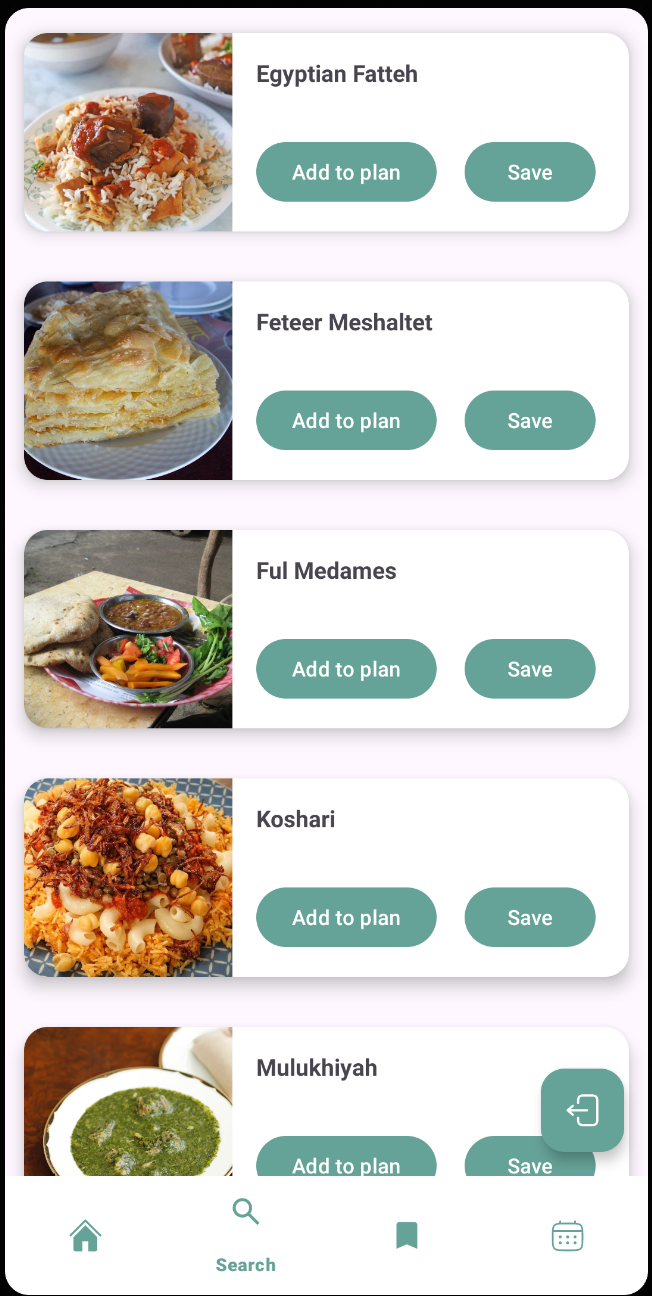 Egyptian Fatteh
Add to plan Save
Feteer Meshaltet
Add to plan Save
Ful Medames
Add to plan Save
Koshari
Add to plan Save
Mulukhiyah
Add to plan Save
Search